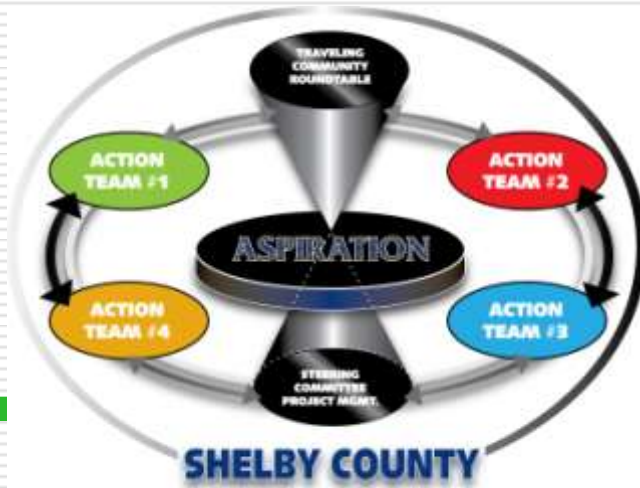 TRAVELING
COMMUNITY
ROUNDTABLE
ACTION
TEAM #1
ACTION
TEAM #2
ASPIRATION
ACTION
TEAM #4
ACTION
TEAM #3
STEERING
COMMITTEE
PROJECT MGMT.
SHELBY COUNTY